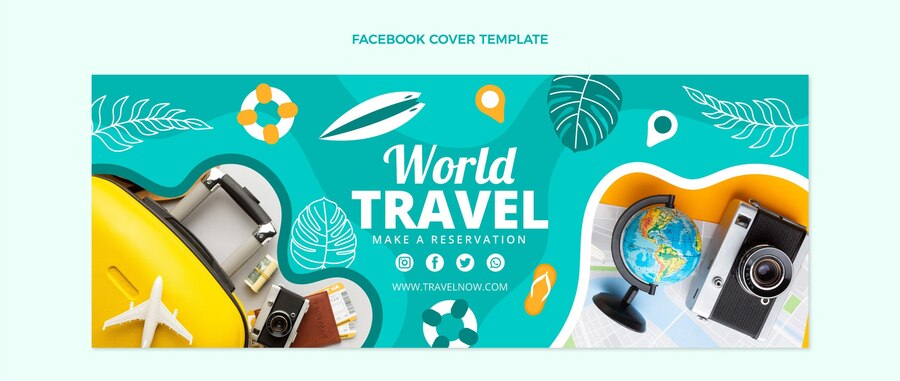 FACEBOOK COVER TEMPLATE
World
TRAVEL
MAKE A RESERVATION
WWW.TRAVELNOW.COM